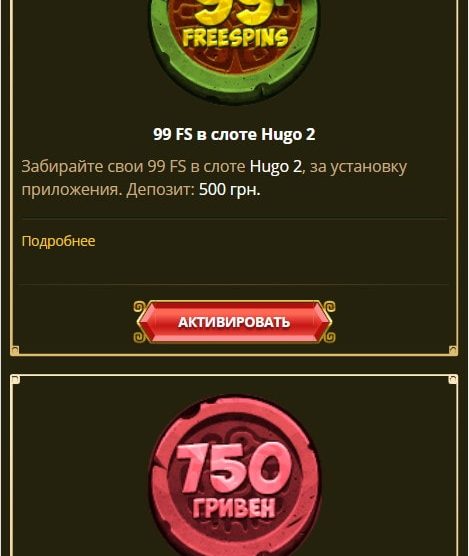 99
FREESPINS
99 FS в слоте Hugo 2
Забирайте свои 99 FS в слоте Hugo 2, за установку
приложения. Депозит: 500 грн.
Подробнее
АКТИВИРОВАТЬ
750
ГРИВЕН